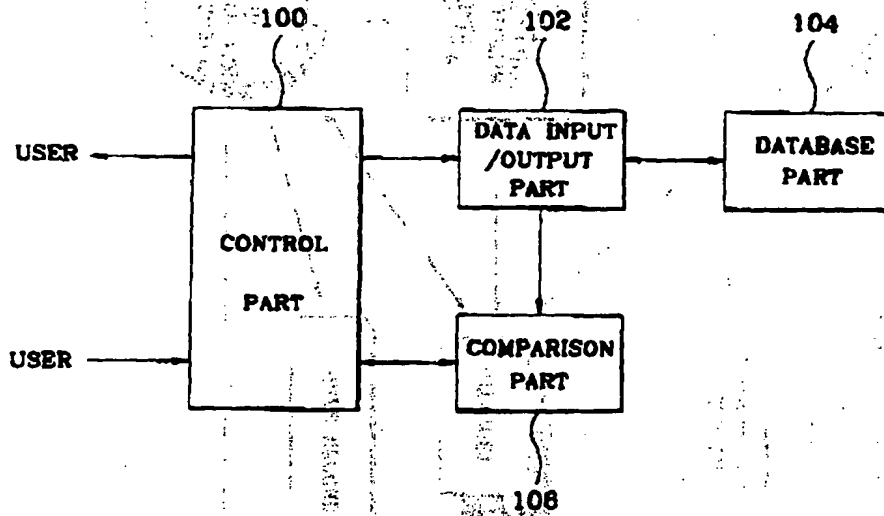 100
102
104
USER
DATA INPUT
/OUTPUT
PART
DATABASE
PART
CONTROL
PART
USER
COMPARISON
PART
106